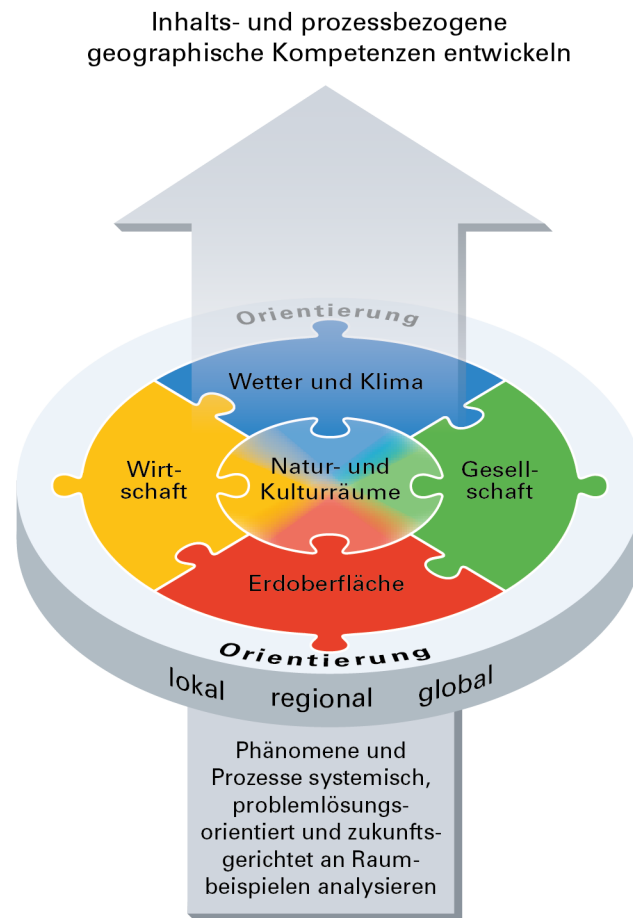 Inhalts- und prozessbezogene
geographische Kompetenzen entwickeln
Orientierung
Wetter und Klima
Wirt-
schaft
Natur- und
Kulturräume
Gesell-
schaft
Erdoberfläche
Orientierung
lokal regional global
Phänomene und
Prozesse systemisch,
problemlösungs-
orientiert und zukunfts-
gerichtet an Raum-
beispielen analysieren